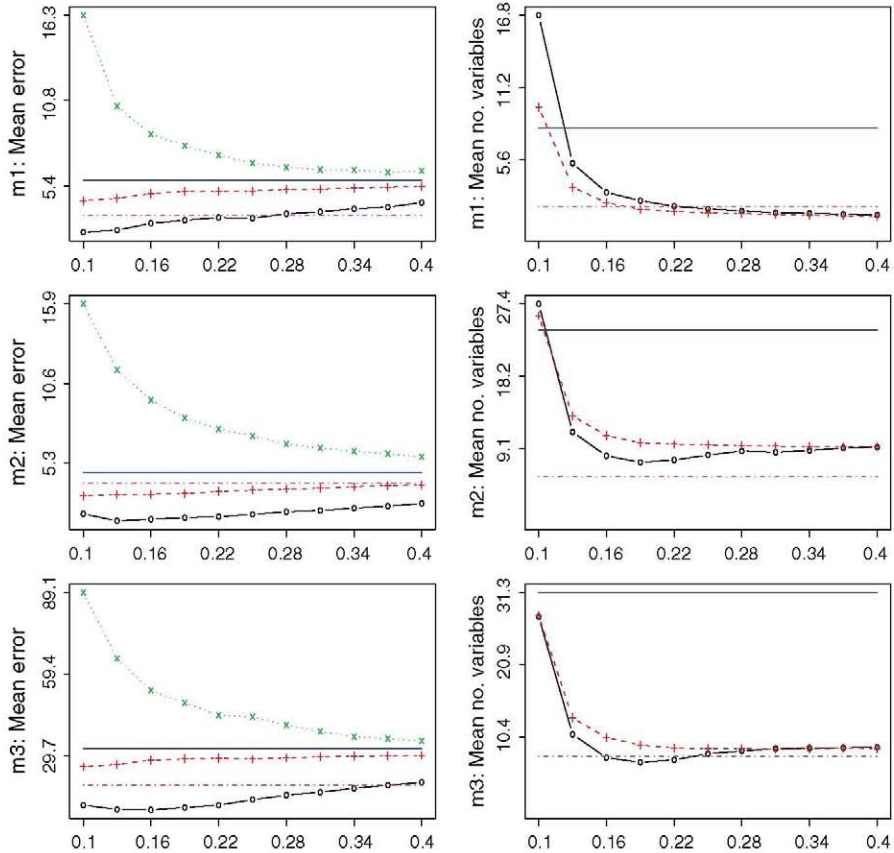 m1: Mean error
16.3
10.8
5.4
0.1 0.16 0.22 0.28 0.34 0.4
m1: Mean no. variables
16.8
11.2
5.6
0.1 0.16 0.22 0.28 0.34 0.4
m2: Mean error
15.9
10.6
5.3
0.1 0.16 0.22 0.28 0.34 0.4
m2: Mean no. variables
27.4
18.2
9.1
0.1 0.16 0.22 0.28 0.34 0.4
m3: Mean error
89.1
59.4
29.7
0.1 0.16 0.22 0.28 0.34 0.4
m3: Mean no. variables
31.3
20.9
10.4
0.1 0.16 0.22 0.28 0.34 0.4